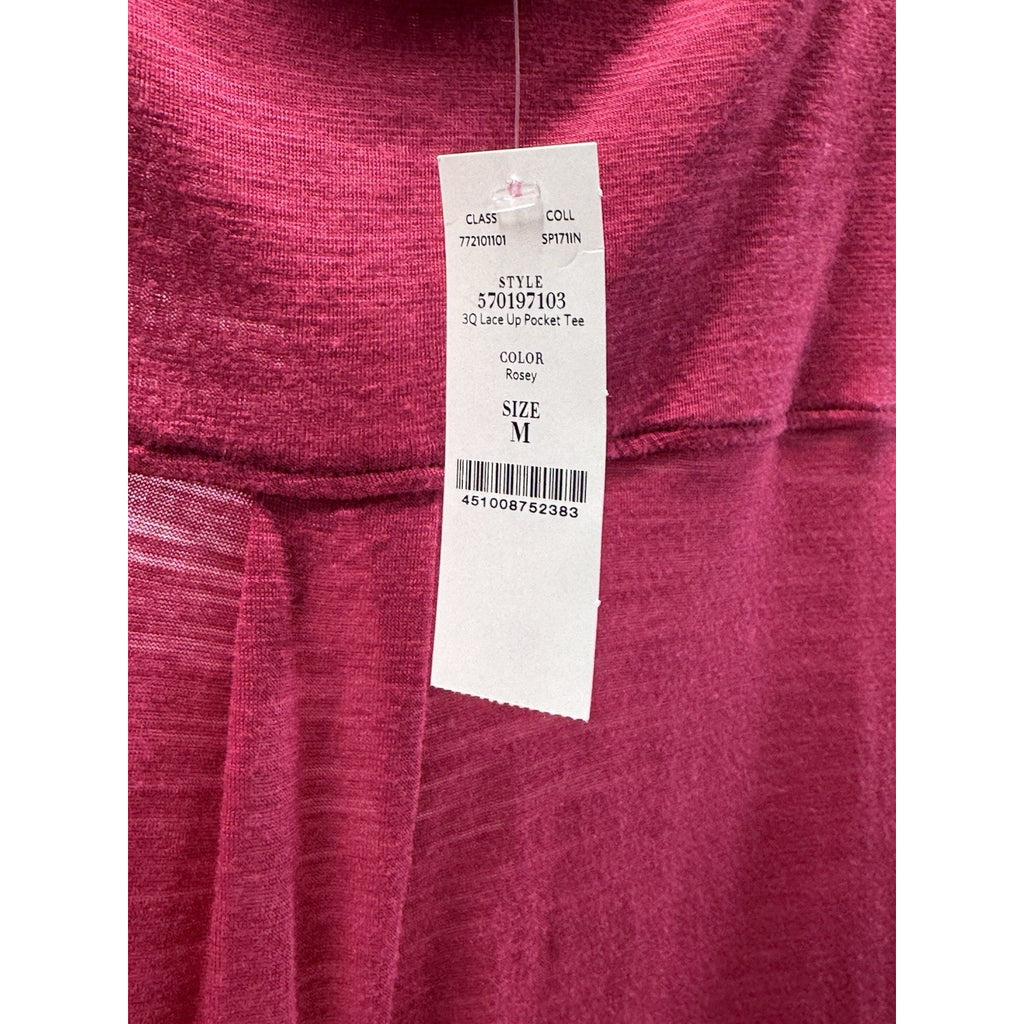 CLASS COLL
772101101 SP171IN
STYLE
570197103
3Q Lace Up Pocket Tee
COLOR
Rosey
SIZE
M
451008752383